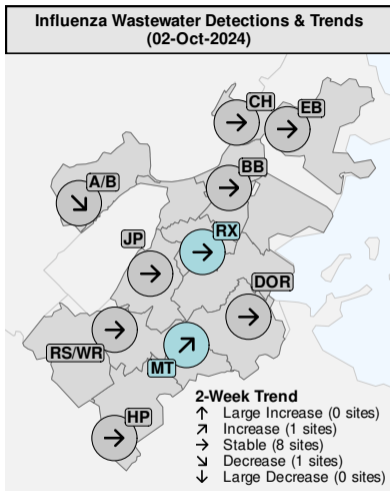 Influenza Wastewater Detections & Trends
(02-Oct-2024)
CH
EB
BB
A/B
RX
JP
DOR
RS/WR
MT
HP
2-Week Trend
↑ Large Increase (0 sites)
↗ Increase (1 sites)
→ Stable (8 sites)
↘ Decrease (1 sites)
↓ Large Decrease (0 sites)